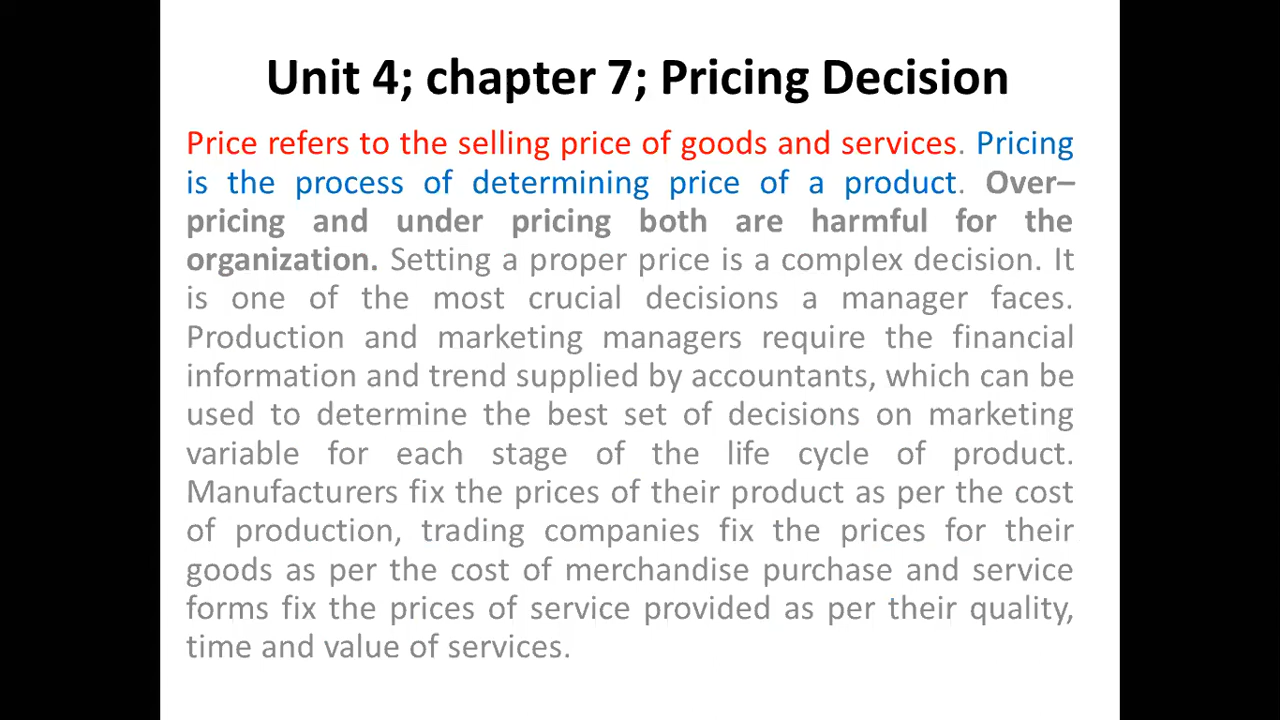 Unit 4; chapter 7; Pricing Decision
Price refers to the selling price of goods and services. Pricing
is the process of determining price of a product. Over–
pricing and under pricing both are harmful for the
organization. Setting a proper price is a complex decision. It
is one of the most crucial decisions a manager faces.
Production and marketing managers require the financial
information and trend supplied by accountants, which can be
used to determine the best set of decisions on marketing
variable for each stage of the life cycle of product.
Manufacturers fix the prices of their product as per the cost
of production, trading companies fix the prices for their
goods as per the cost of merchandise purchase and service
forms fix the prices of service provided as per their quality,
time and value of services.